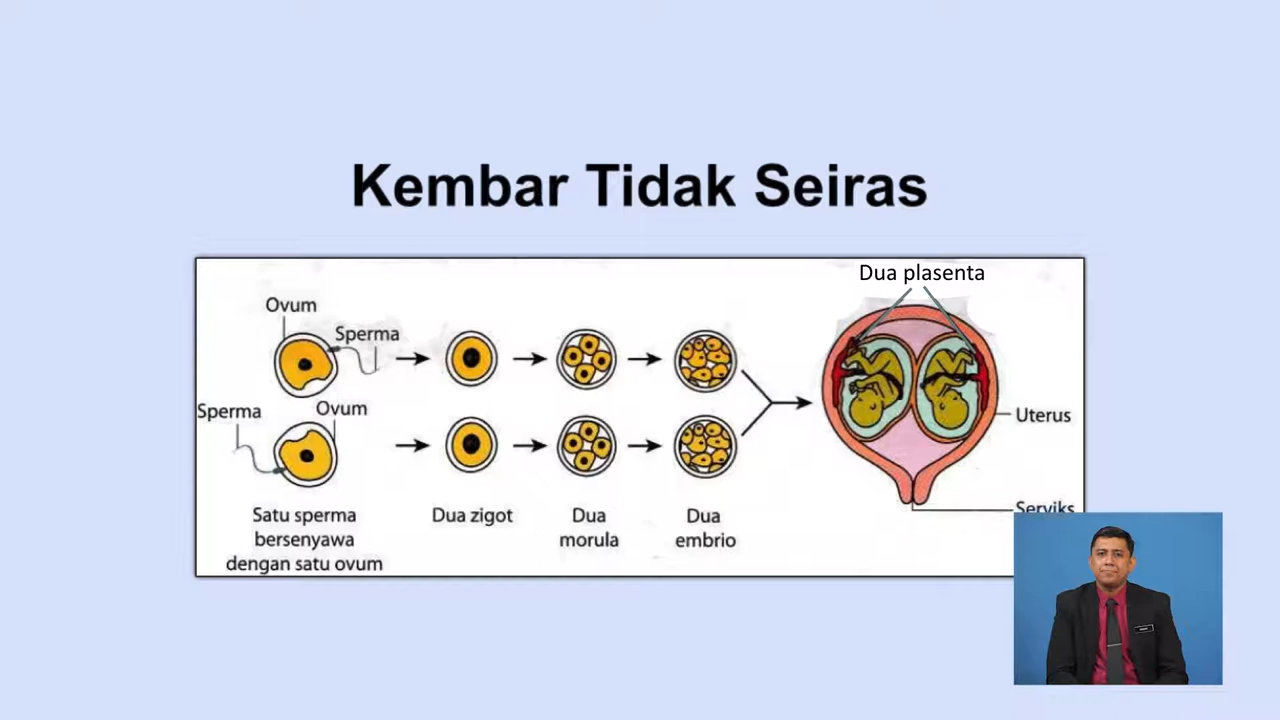 Kembar Tidak Seiras
Dua plasenta
Ovum
Sperma
Sperma
Ovum
Uterus
Serviks
Satu sperma
bersenyawa
dengan satu ovum
Dua zigot
Dua
morula
Dua
embrio